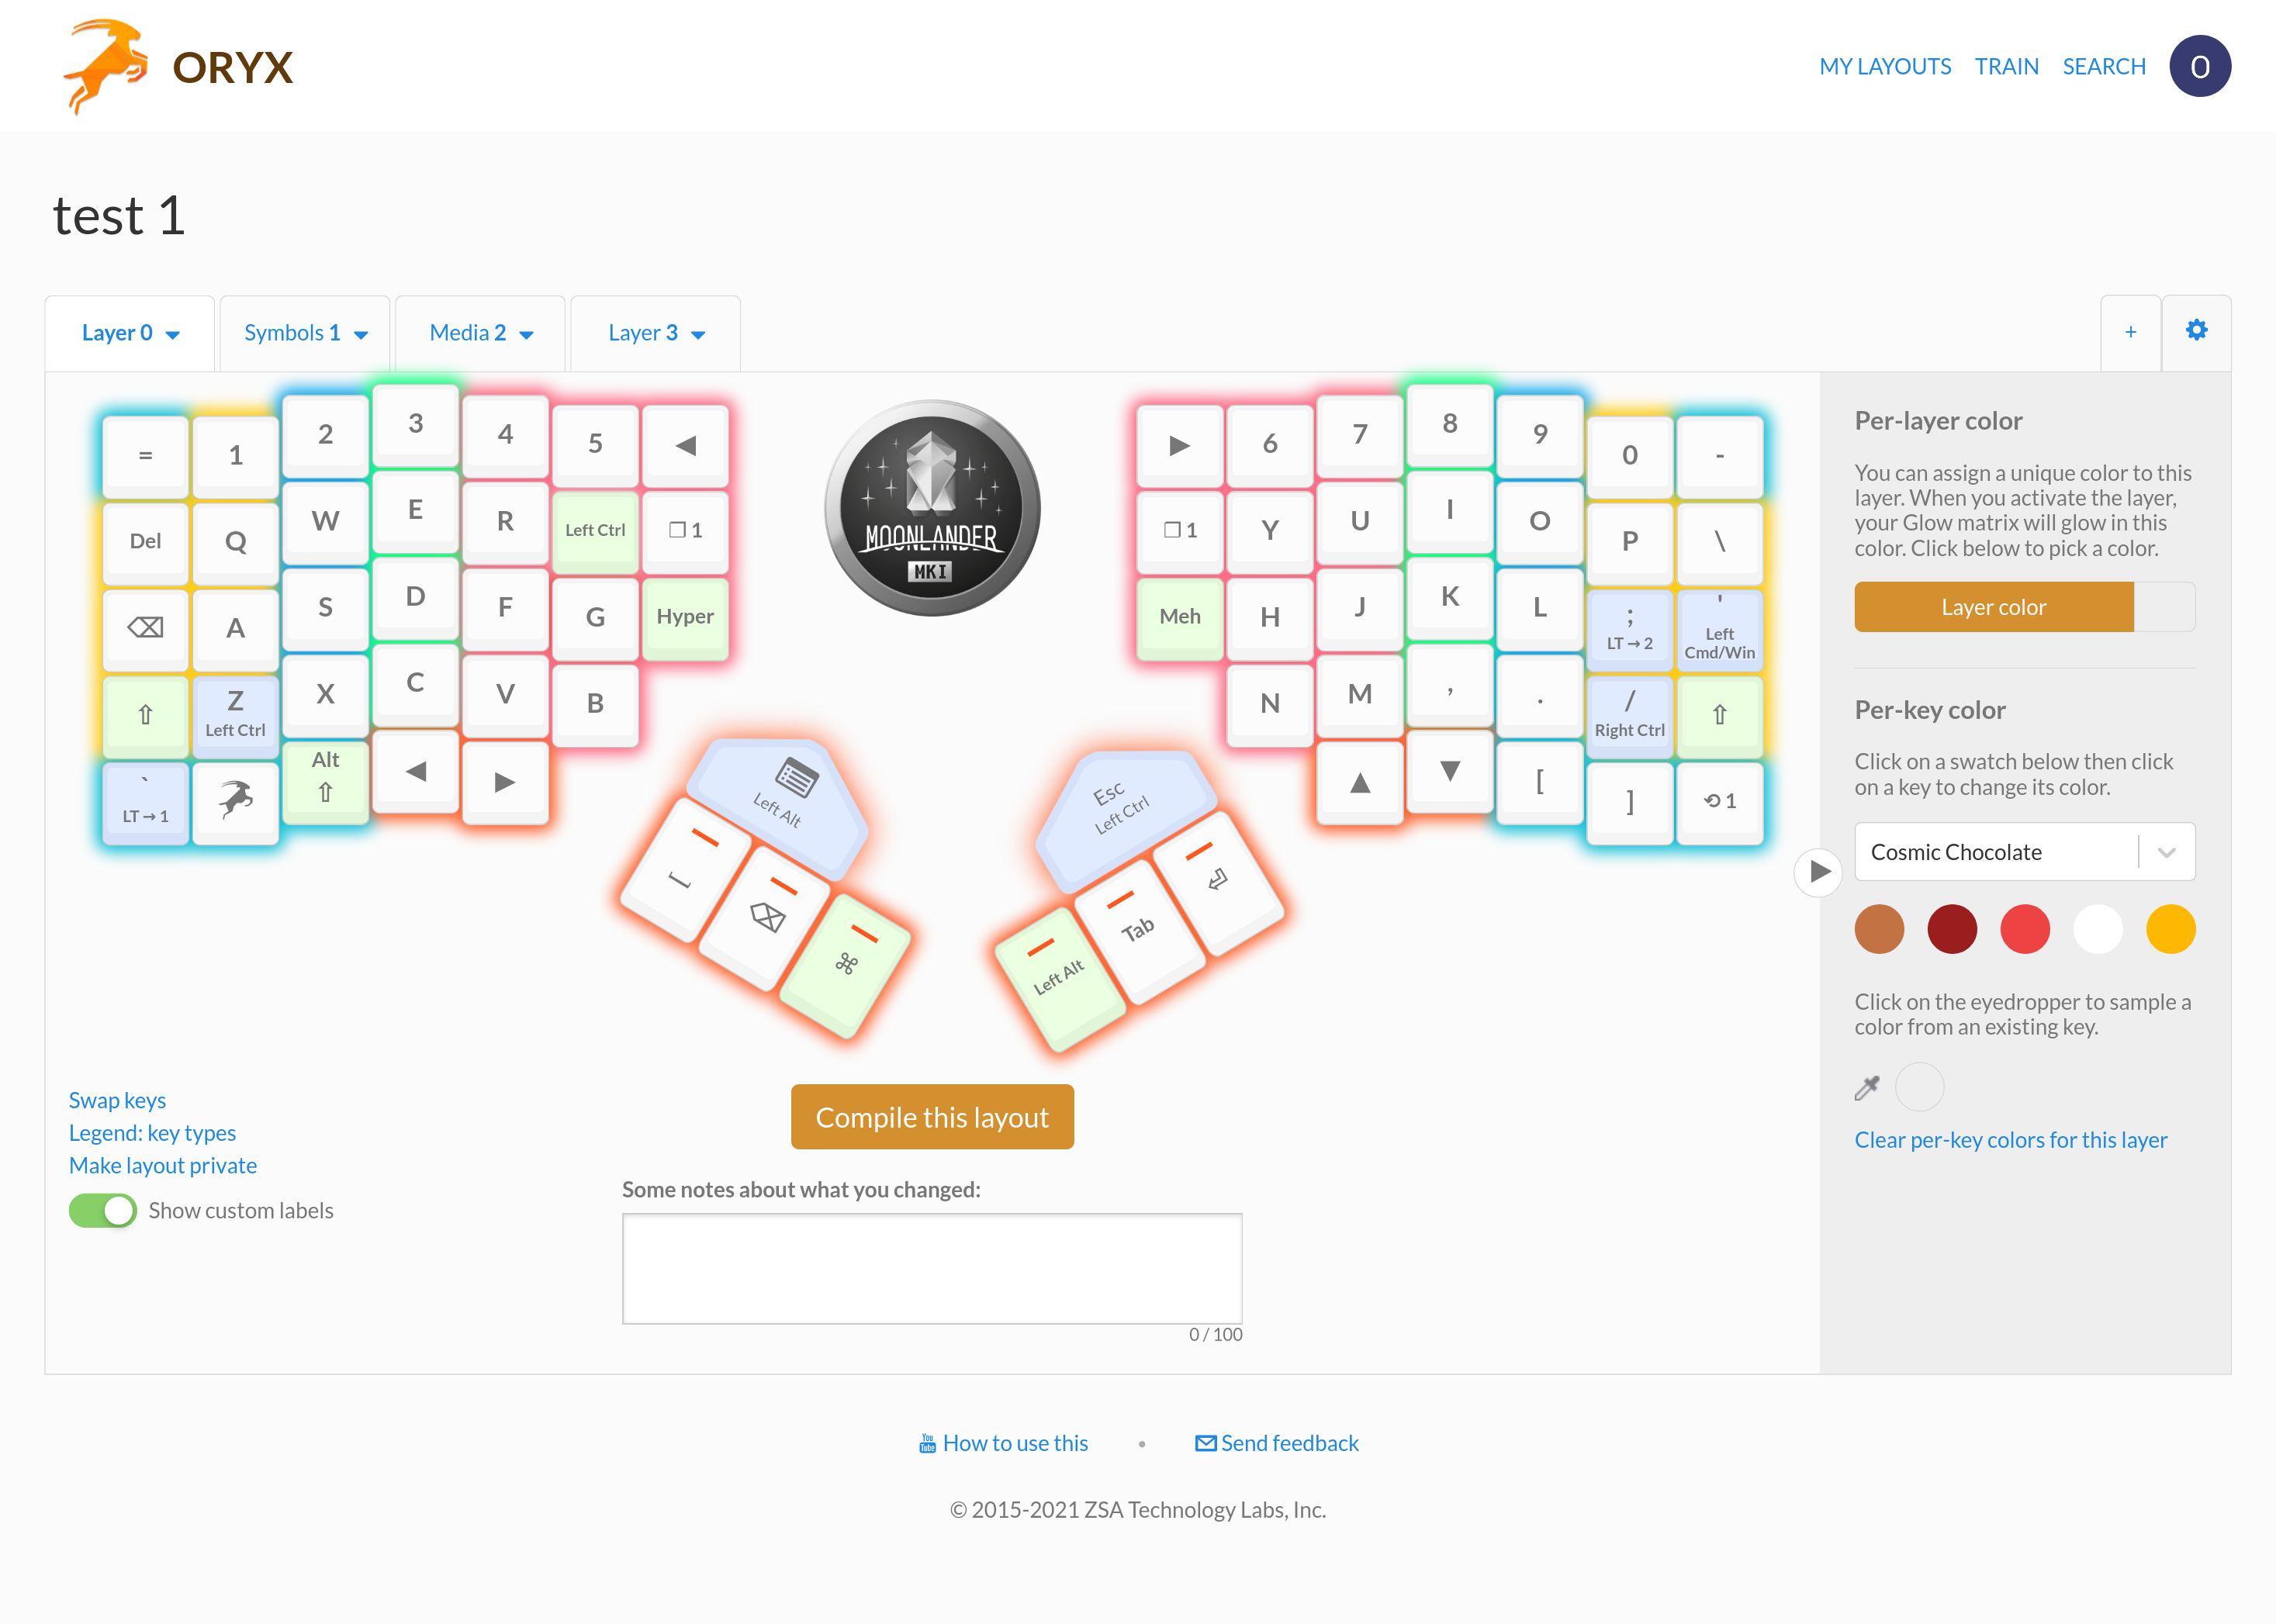 ORYX
MY LAYOUTS TRAIN SEARCH O
test 1
Layer 0 Symbols 1 Media 2 Layer 3 +
= 1 2 3 4 5 ◀
▶ 6 7 8 9 0 -
Del Q W E R Left Ctrl ❐ 1
❐ 1 Y U I O P \
⌫ A S D F G Hyper
Meh H J K L ; LT → 2 ' Left Cmd/Win
⇧ Z Left Ctrl X C V B
N M , . / Right Ctrl ⇧
` LT → 1 Alt ⇧ ◀ ▶
▲ ▼ [ ] ⟲ 1
MOONLANDER
MKI
Left Alt
Esc
Left Ctrl
⌫ ⌘
Left Alt Tab
Per-layer color
You can assign a unique color to this
layer. When you activate the layer,
your Glow matrix will glow in this
color. Click below to pick a color.
Layer color
Per-key color
Click on a swatch below then click
on a key to change its color.
Cosmic Chocolate
Click on the eyedropper to sample a
color from an existing key.
Clear per-key colors for this layer
Swap keys
Legend: key types
Make layout private
Show custom labels
Compile this layout
Some notes about what you changed:
0 / 100
You Tube How to use this • Send feedback
© 2015-2021 ZSA Technology Labs, Inc.